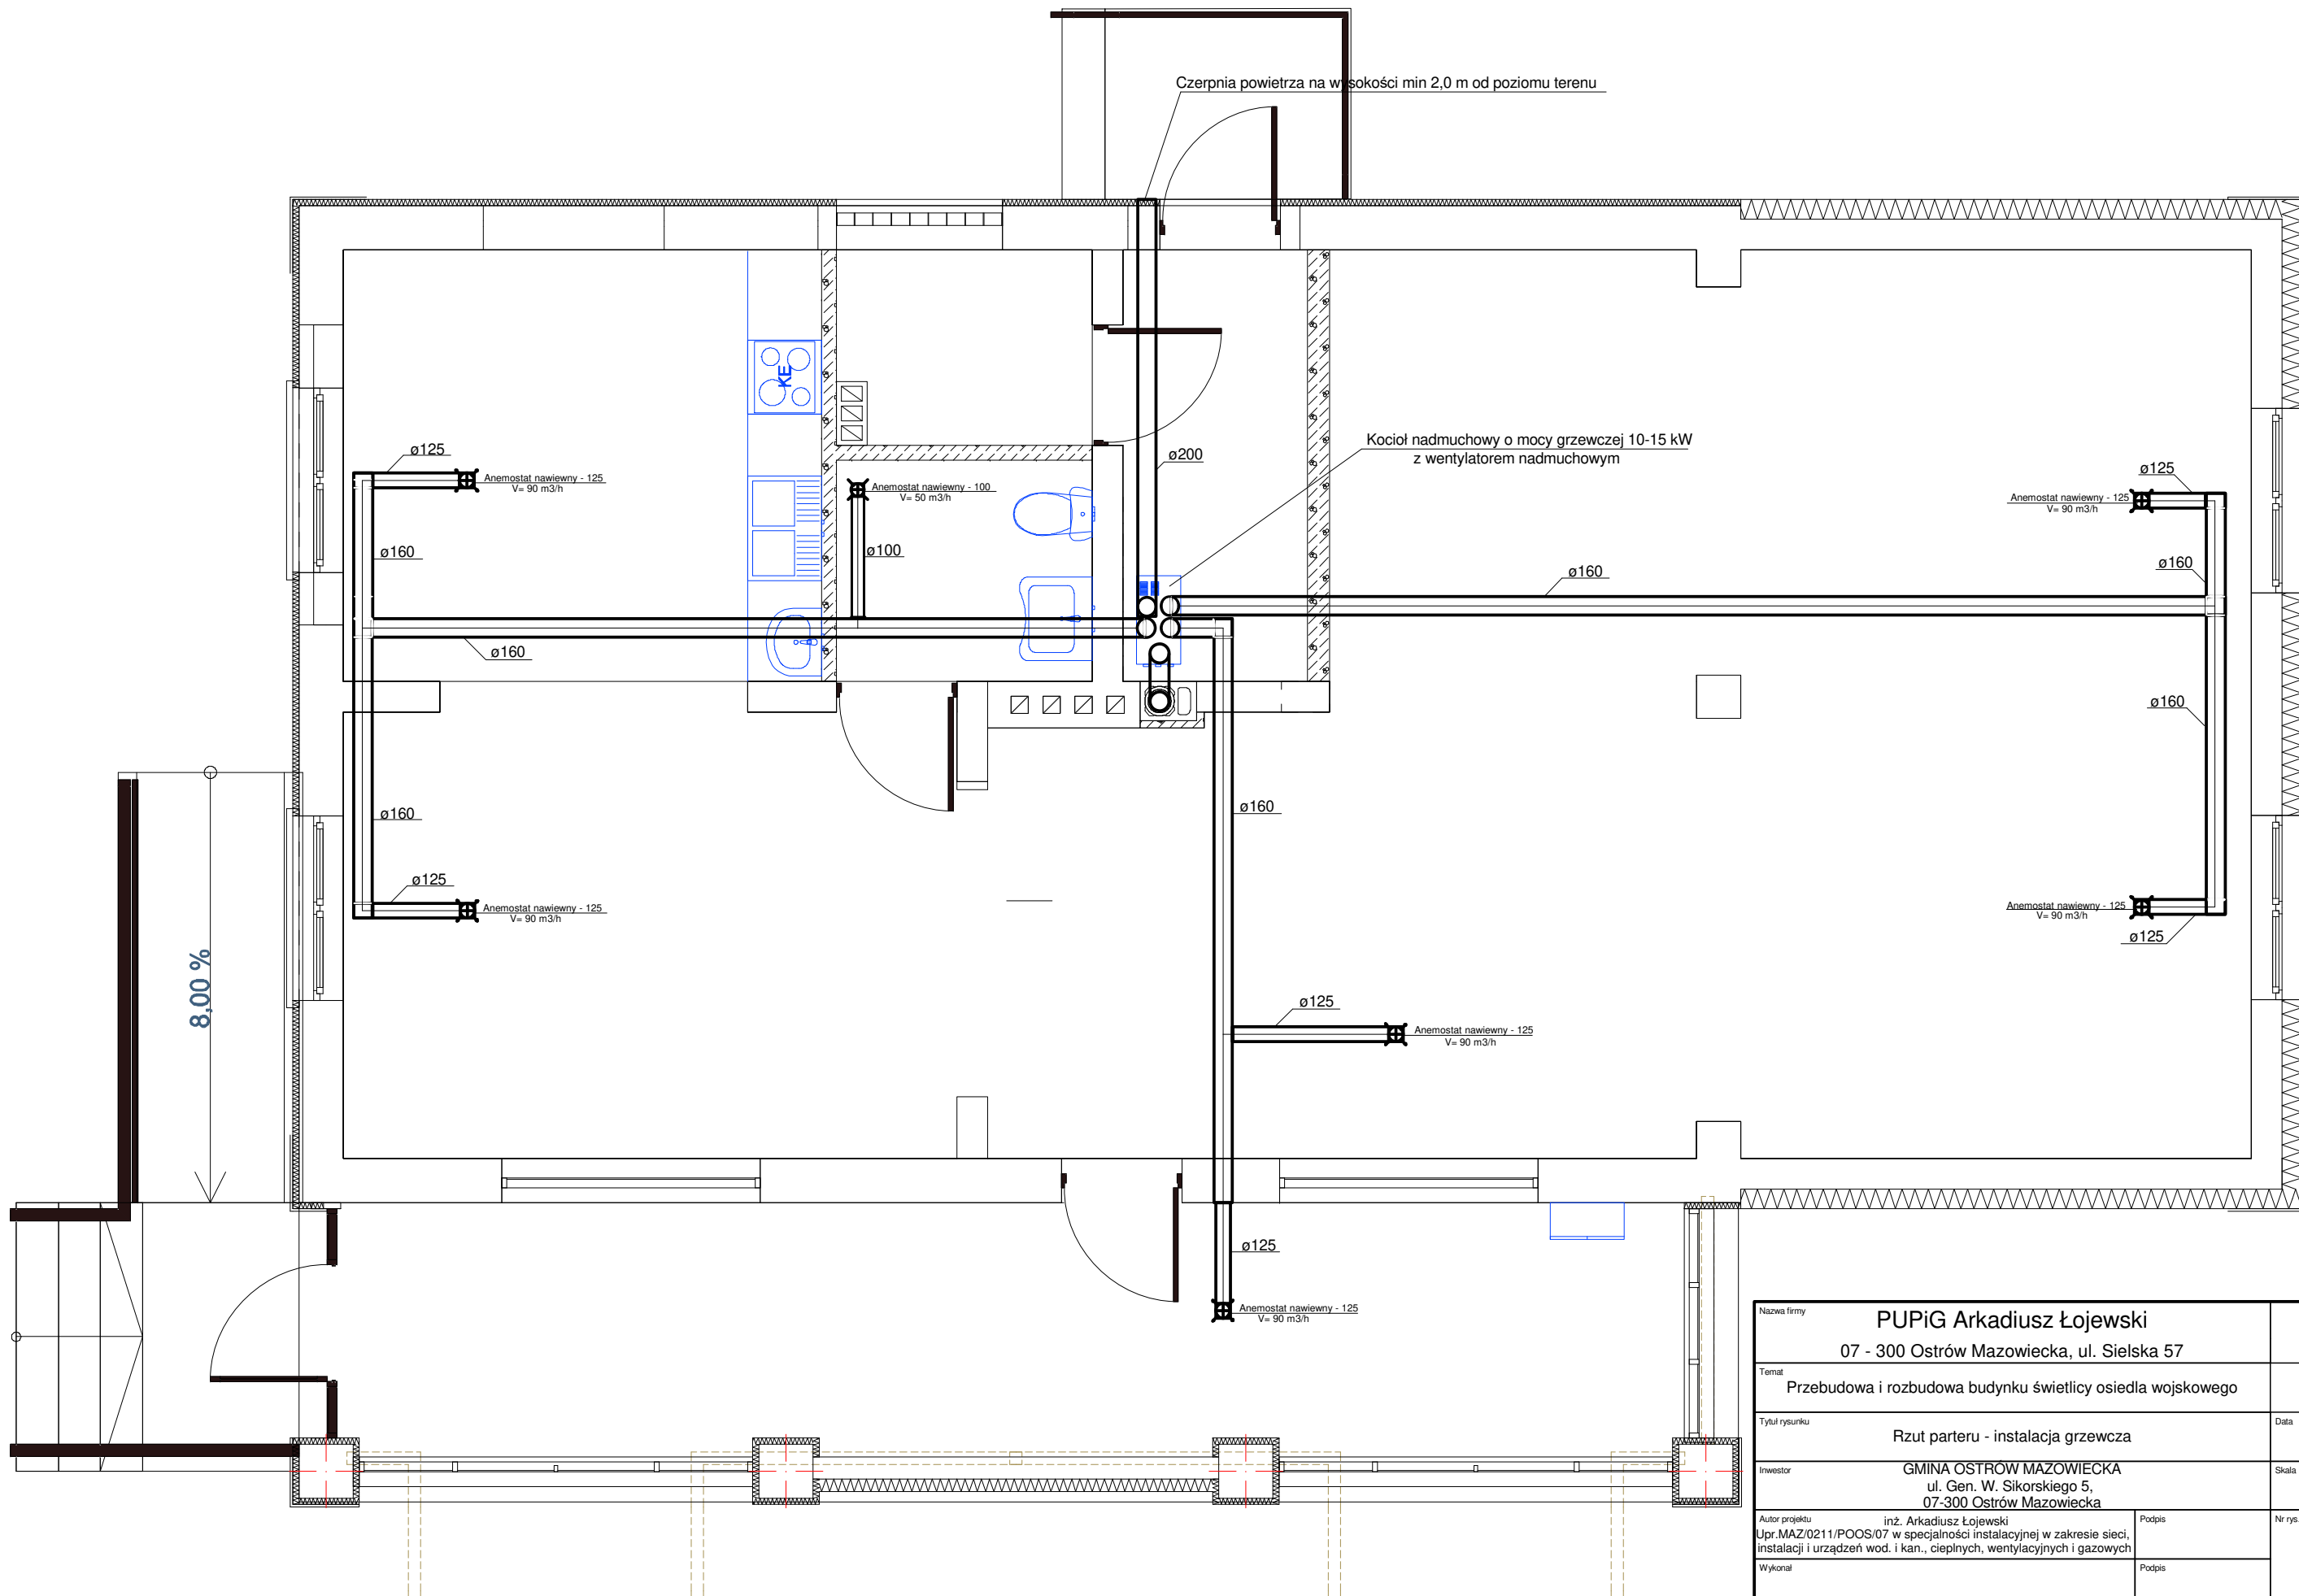 Czerpnia powietrza na wysokości min 2,0 m od poziomu terenu
Kocioł nadmuchowy o mocy grzewczej 10-15 kW
z wentylatorem nadmuchowym
KE
ø125
Anemostat nawiewny - 125
V= 90 m3/h
ø160
Anemostat nawiewny - 100
V= 50 m3/h
ø100
ø200
ø160
ø125
Anemostat nawiewny - 125
V= 90 m3/h
ø160
ø160
ø160
ø160
ø125
Anemostat nawiewny - 125
V= 90 m3/h
ø160
Anemostat nawiewny - 125
V= 90 m3/h
ø125
8,00 %
ø125
Anemostat nawiewny - 125
V= 90 m3/h
ø125
Anemostat nawiewny - 125
V= 90 m3/h
Nazwa firmy
PUPiG Arkadiusz Łojewski
07 - 300 Ostrów Mazowiecka, ul. Sielska 57
Temat
Przebudowa i rozbudowa budynku świetlicy osiedla wojskowego
Tytuł rysunku
Rzut parteru - instalacja grzewcza
Data
Inwestor
GMINA OSTRÓW MAZOWIECKA
ul. Gen. W. Sikorskiego 5,
07-300 Ostrów Mazowiecka
Skala
Autor projektu
inż. Arkadiusz Łojewski
Upr.MAZ/0211/POOS/07 w specjalności instalacyjnej w zakresie sieci,
instalacji i urządzeń wod. i kan., cieplnych, wentylacyjnych i gazowych
Podpis
Nr rys
Wykonał
Podpis